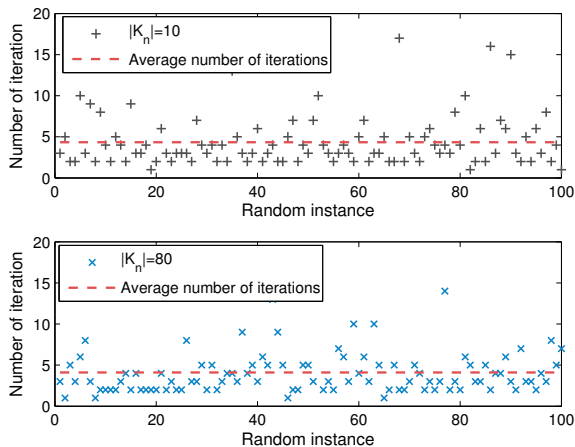 20
15
10
5
0
Number of iteration
|K_n|=10
Average number of iterations
0
20
40
60
80
100
Random instance
20
15
10
5
0
Number of iteration
|K_n|=80
Average number of iterations
0
20
40
60
80
100
Random instance